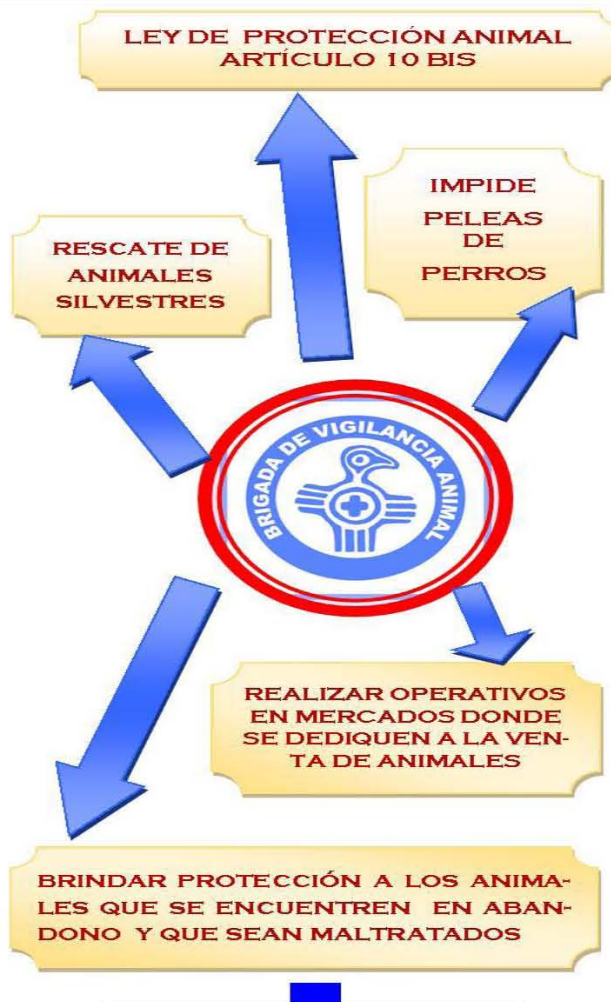 LEY DE PROTECCIÓN ANIMAL
ARTÍCULO 10 BIS
IMPIDE
PELEAS
DE
PERROS
RESCATE DE
ANIMALES
SILVESTRES
BRIGADA DE VIGILANCIA ANIMAL
REALIZAR OPERATIVOS
EN MERCADOS DONDE
SE DEDIQUEN A LA VEN-
TA DE ANIMALES
BRINDAR PROTECCIÓN A LOS ANIMA-
LES QUE SE ENCUENTREN EN ABAN-
DONO Y QUE SEAN MALTRATADOS